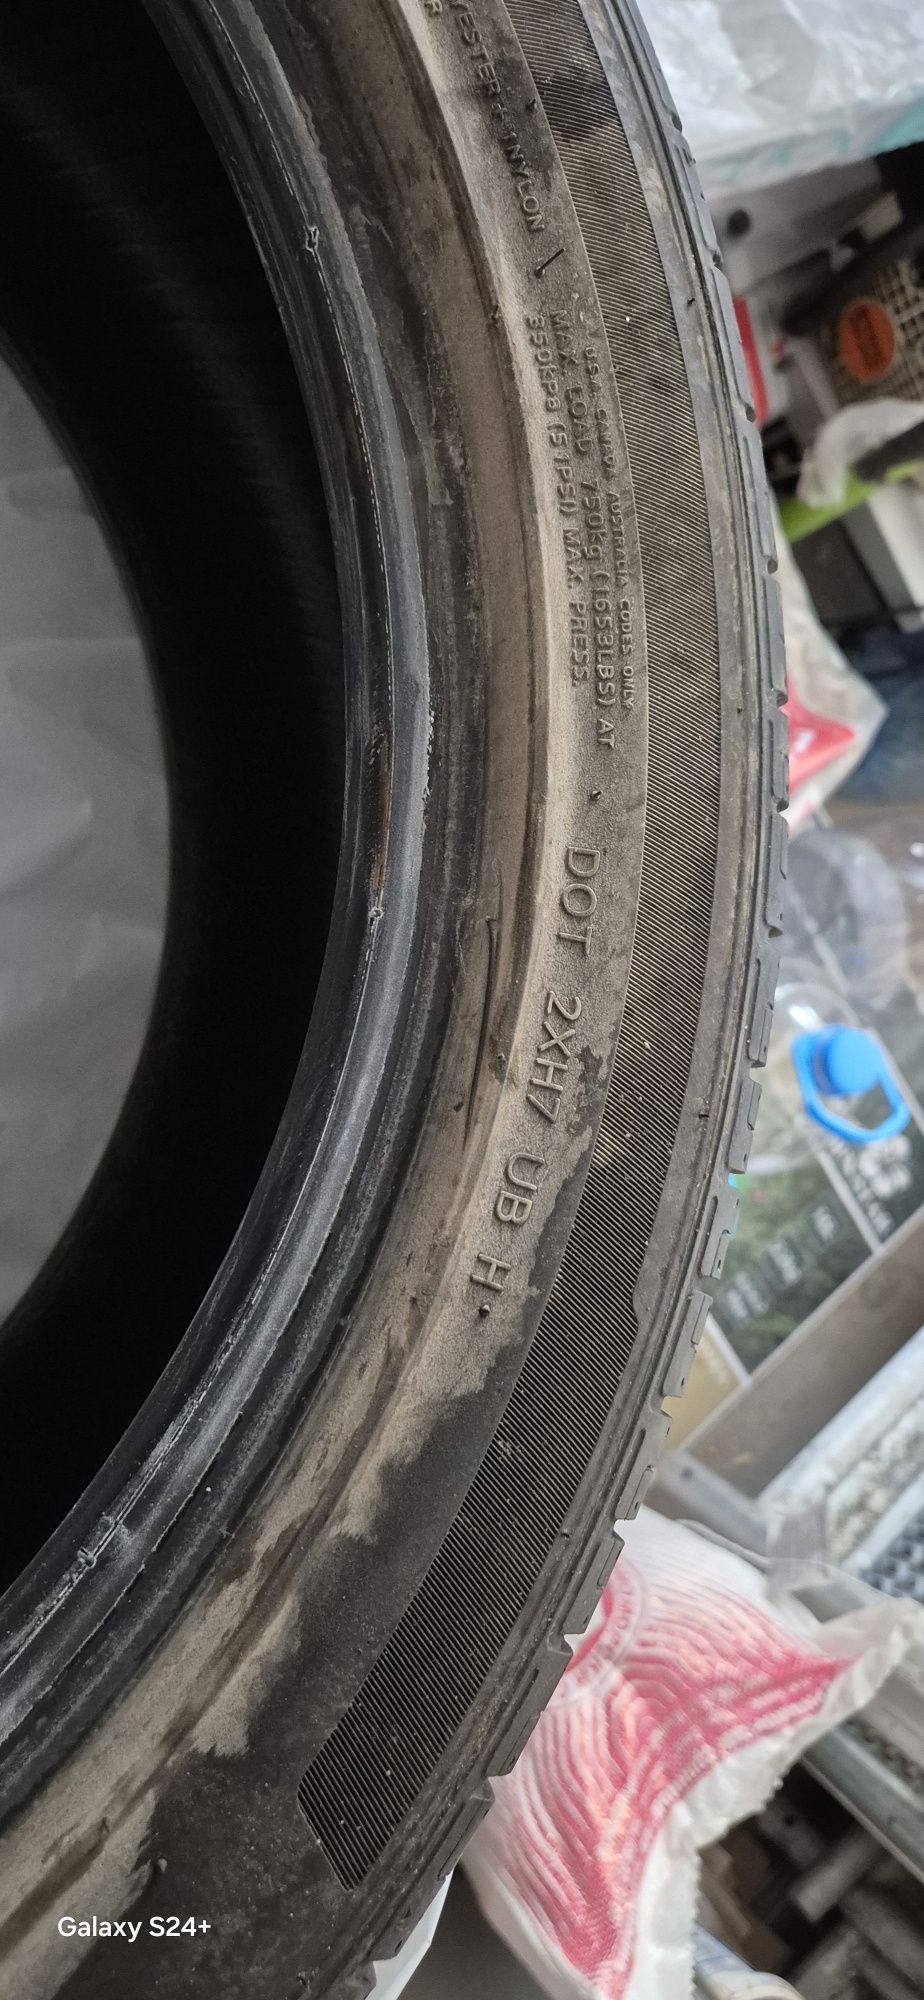 1 NYLON
USA, CANADA, AUSTRALIA CODES ONLY
MAX. LOAD 750kg (1653LBS) AT
350KPa (51PSI) MAX. PRESS.
DOT 2XH7 UB H
Galaxy S24+